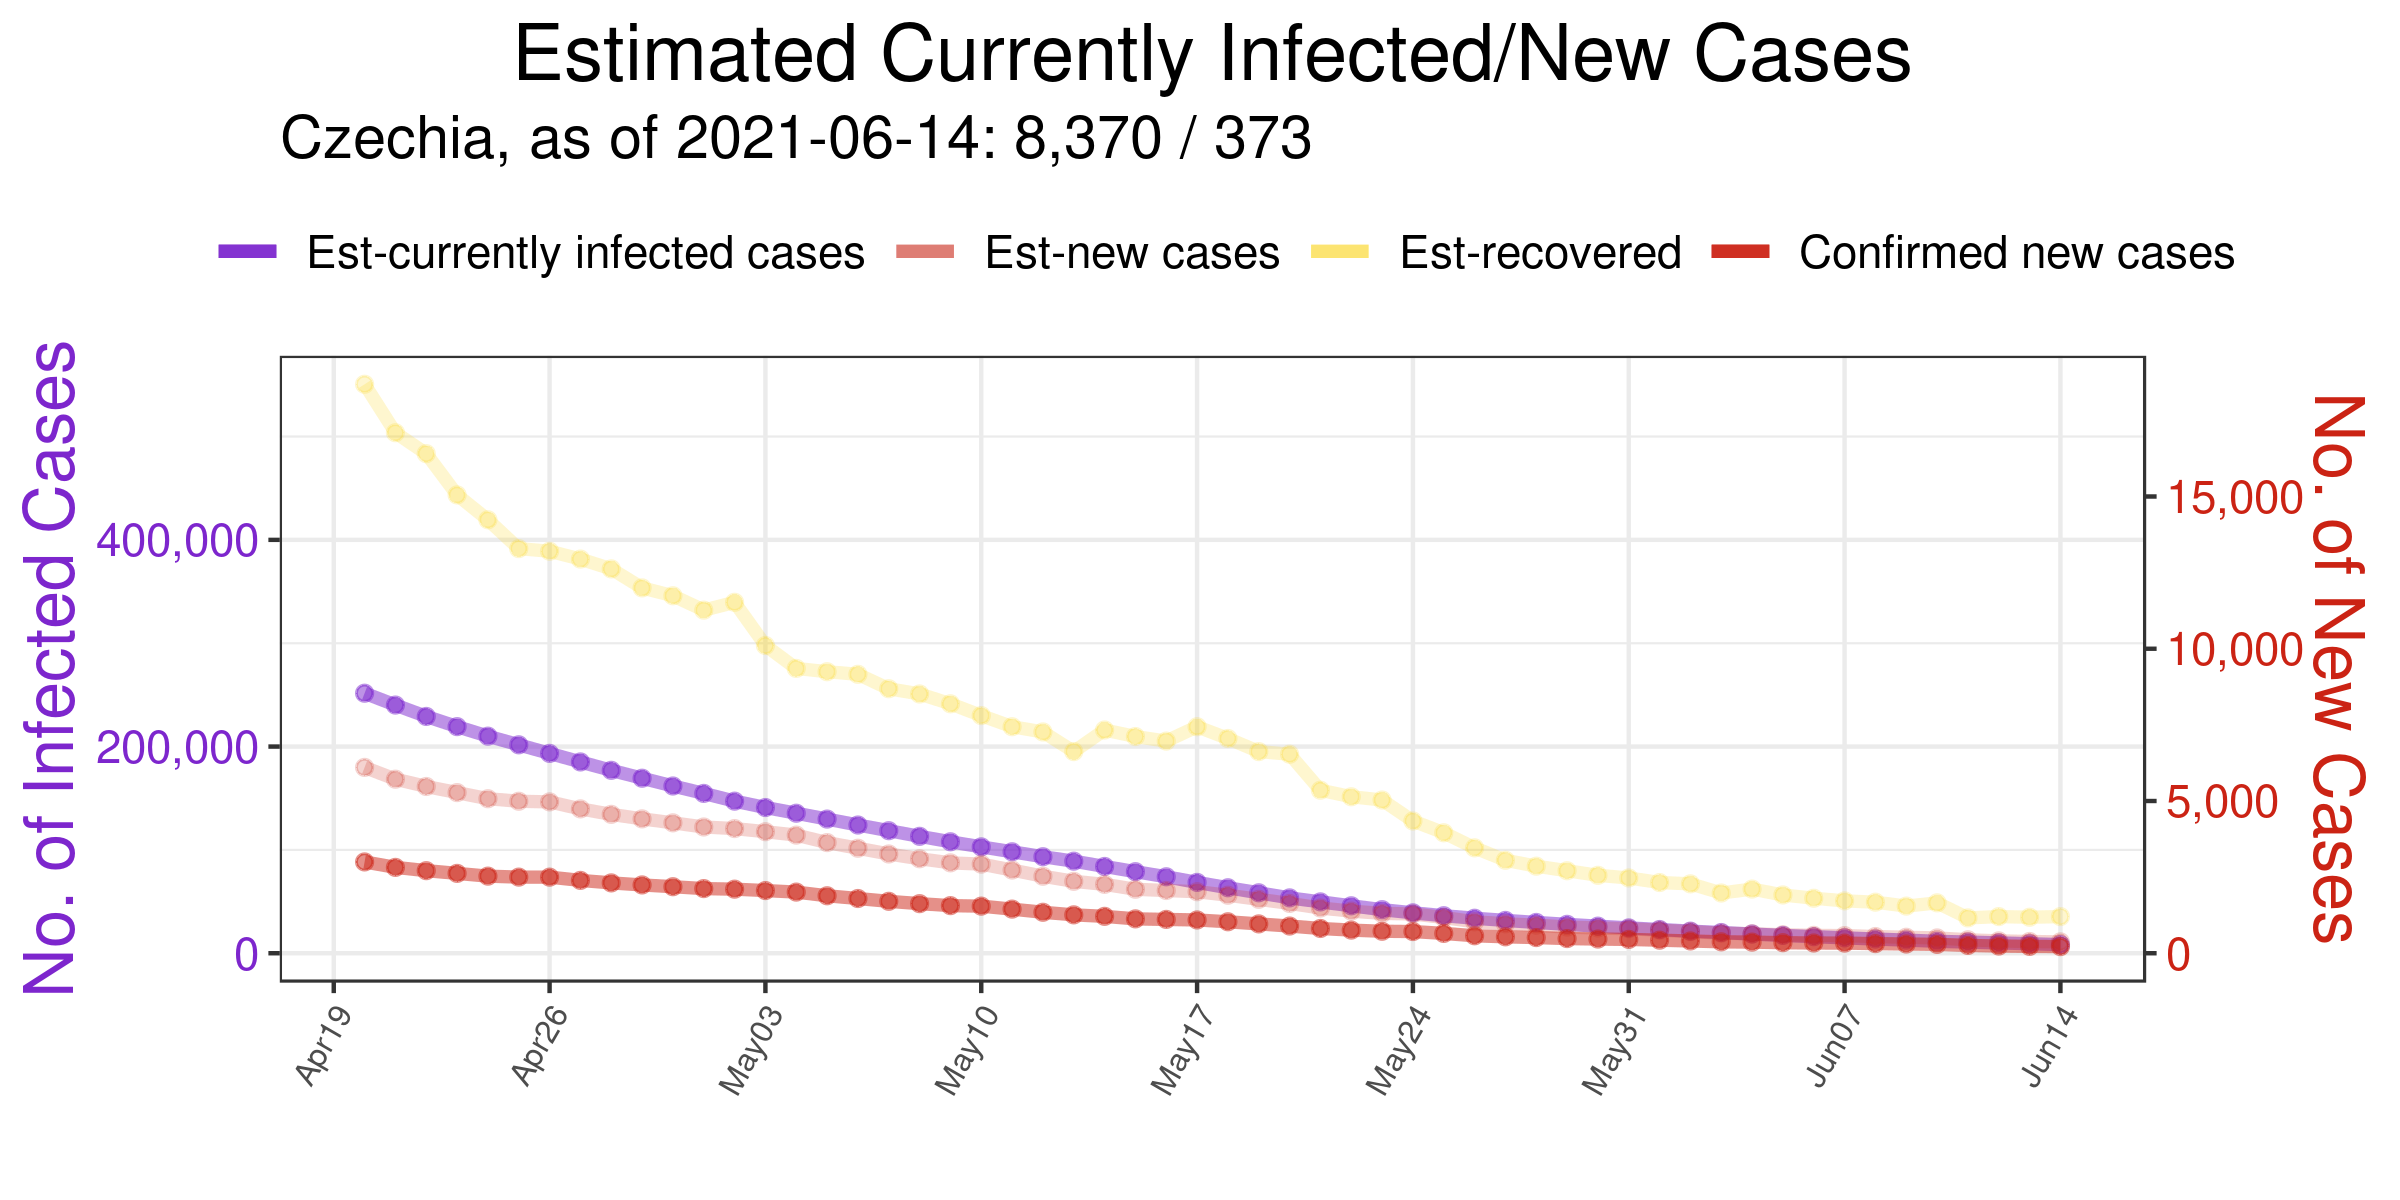 Estimated Currently Infected/New Cases
Czechia, as of 2021-06-14: 8,370 / 373
Est-currently infected cases Est-new cases Est-recovered Confirmed new cases
No. of Infected Cases
400,000
200,000
0
15,000
10,000
5,000
0
No. of New Cases
Apr19 Apr26 May03 May10 May17 May24 May31 Jun07 Jun14